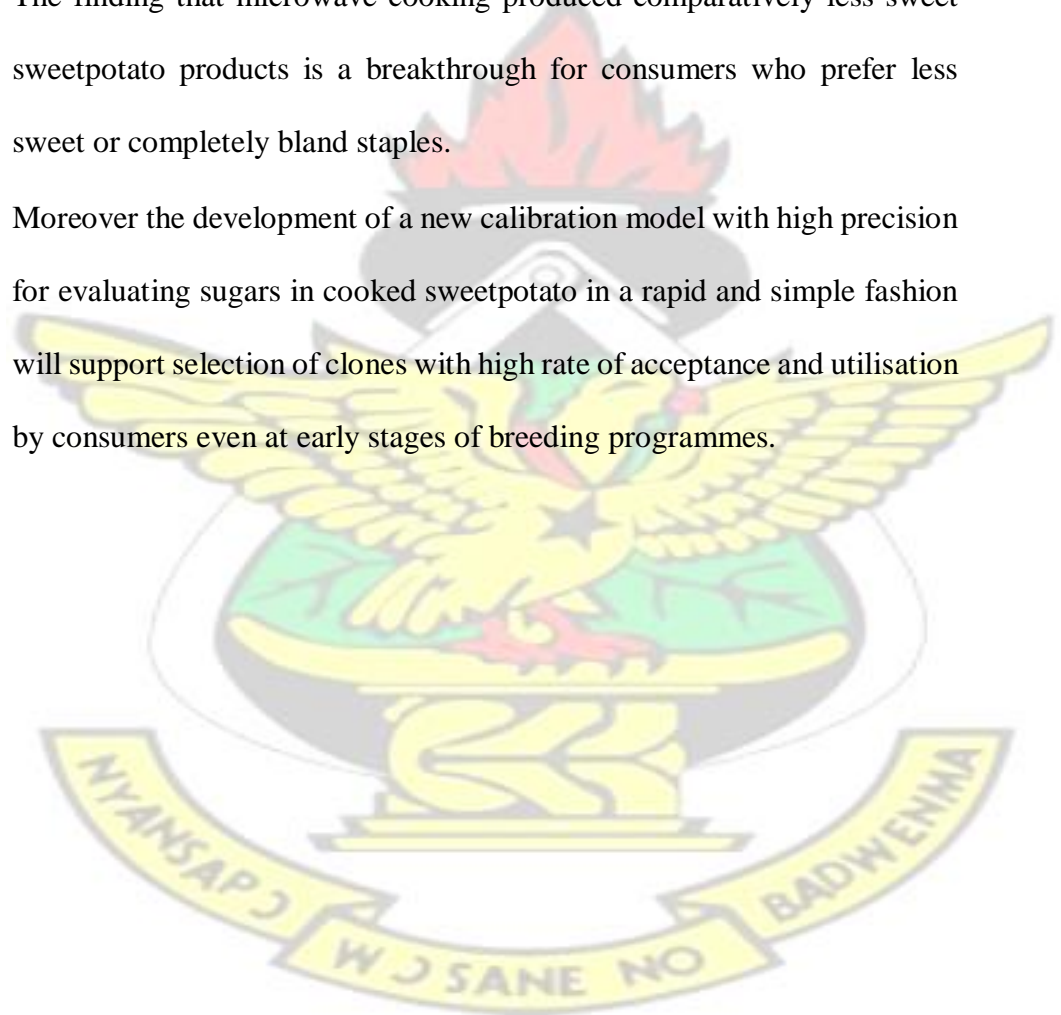 The finding that microwave cooking produced comparatively less sweet
sweetpotato products is a breakthrough for consumers who prefer less
sweet or completely bland staples.
Moreover the development of a new calibration model with high precision
for evaluating sugars in cooked sweetpotato in a rapid and simple fashion
will support selection of clones with high rate of acceptance and utilisation
by consumers even at early stages of breeding programmes.
NYANSAPƆ
WƆSANE NO
BADWENMA